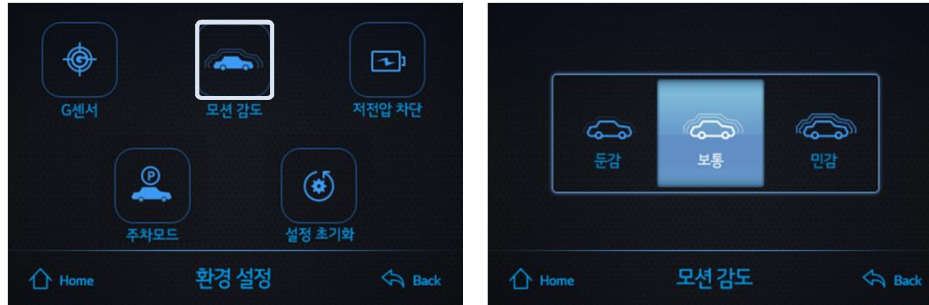 G
G센서
모션 감도
저전압 차단
P
주차모드
설정 초기화
Home
환경 설정
Back
둔감
보통
민감
Home
모션 감도
Back